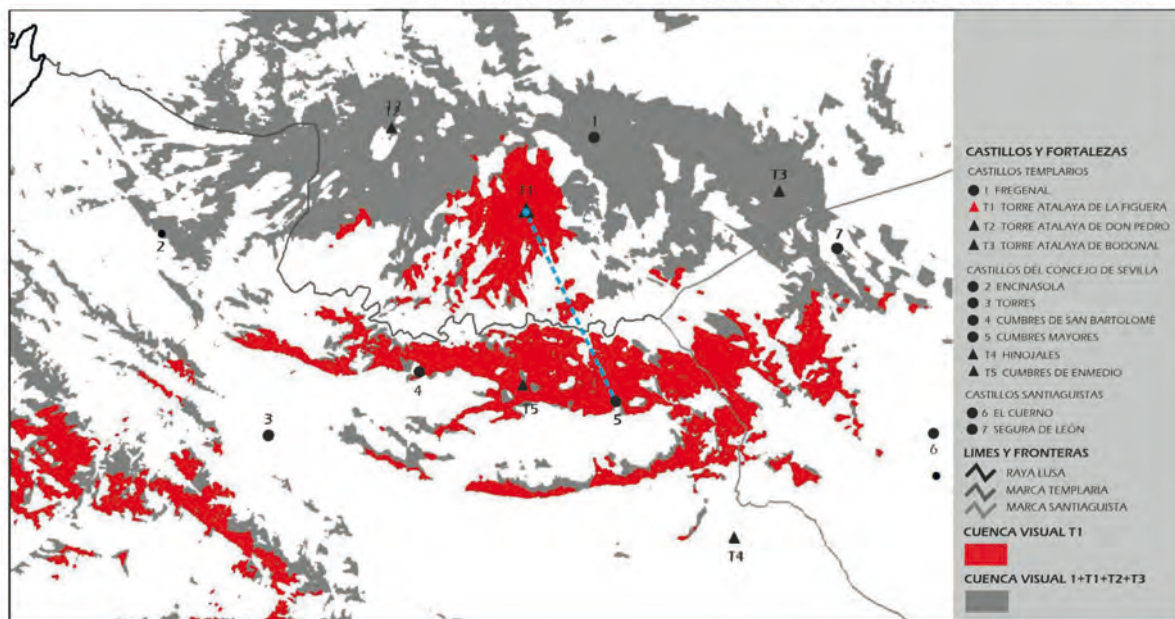 T2
1
T1
T3
2
7
4
T5
5
3
6
T4
CASTILLOS Y FORTALEZAS
CASTILLOS TEMPLARIOS
1 FREGENAL
T1 TORRE ATALAYA DE LA FIGUERA
T2 TORRE ATALAYA DE DON PEDRO
T3 TORRE ATALAYA DE BODONAL
CASTILLOS DEL CONCEJO DE SEVILLA
2 ENCINASOLA
3 TORRES
4 CUMBRES DE SAN BARTOLOMÉ
5 CUMBRES MAYORES
T4 HINOJALES
T5 CUMBRES DE ENMEDIO
CASTILLOS SANTIAGUISTAS
6 EL CUERNO
7 SEGURA DE LEÓN
LIMES Y FRONTERAS
RAYA LUSA
MARCA TEMPLARIA
MARCA SANTIAGUISTA
CUENCA VISUAL T1
CUENCA VISUAL 1+T1+T2+T3